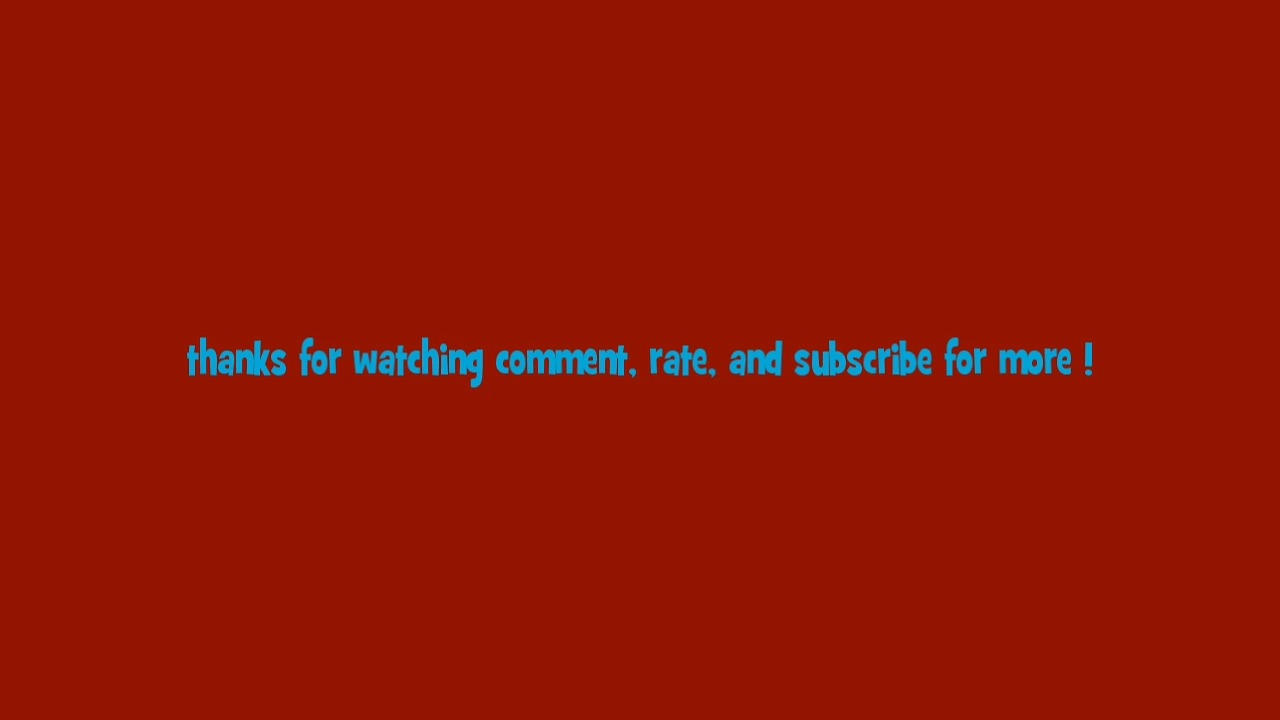 thanks for watching comment, rate, and subscribe for more !